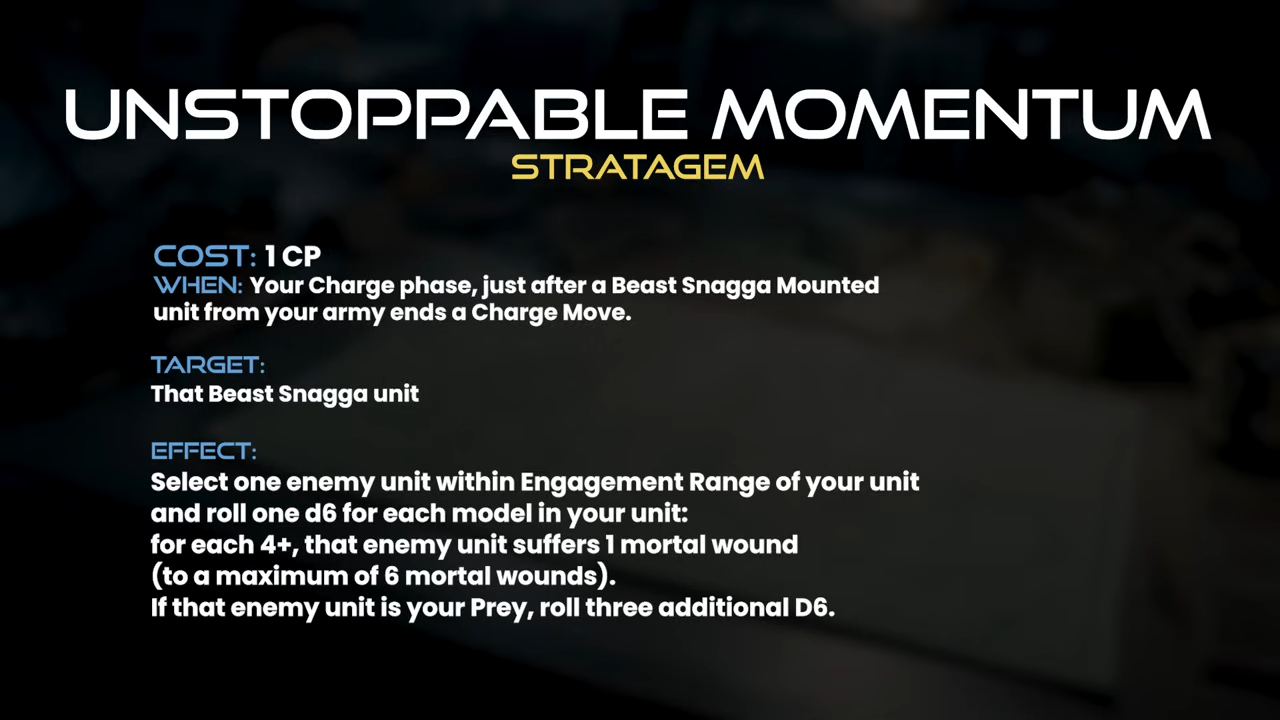 UNSTOPPABLE MOMENTUM
STRATAGEM
COST: 1 CP
WHEN: Your Charge phase, just after a Beast Snagga Mounted
unit from your army ends a Charge Move.
TARGET:
That Beast Snagga unit
EFFECT:
Select one enemy unit within Engagement Range of your unit
and roll one d6 for each model in your unit:
for each 4+, that enemy unit suffers 1 mortal wound
(to a maximum of 6 mortal wounds).
If that enemy unit is your Prey, roll three additional D6.